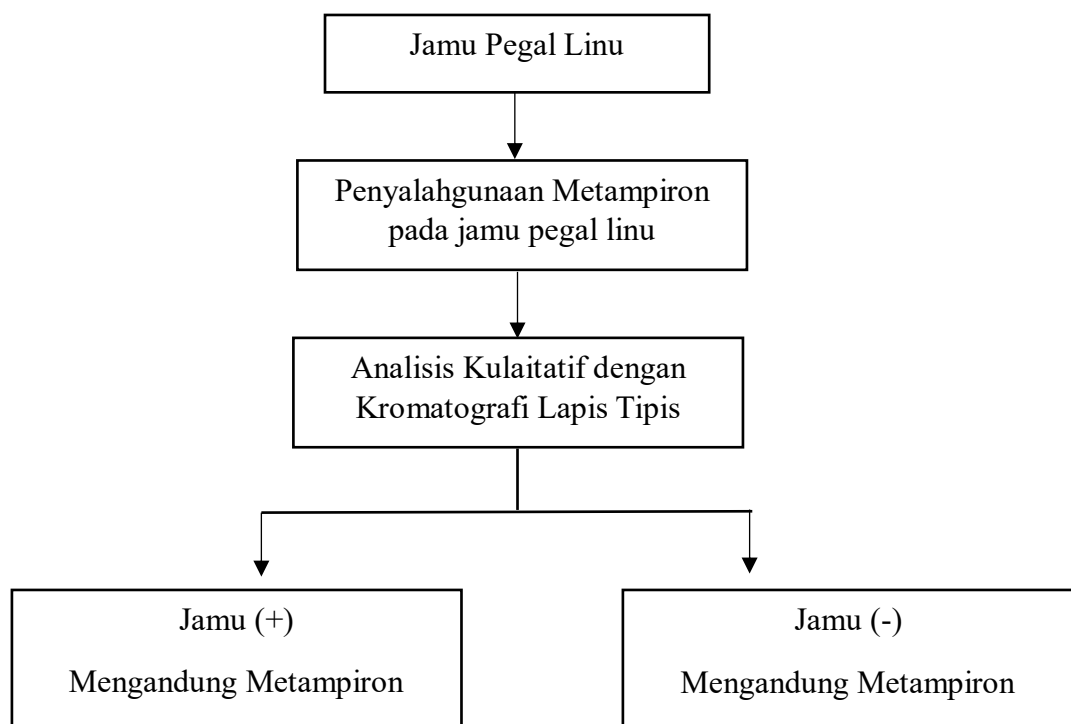 Jamu Pegal Linu
Penyalahgunaan Metampiron
pada jamu pegal linu
Analisis Kulaitatif dengan
Kromatografi Lapis Tipis
Jamu (+)
Mengandung Metampiron
Jamu (-)
Mengandung Metampiron